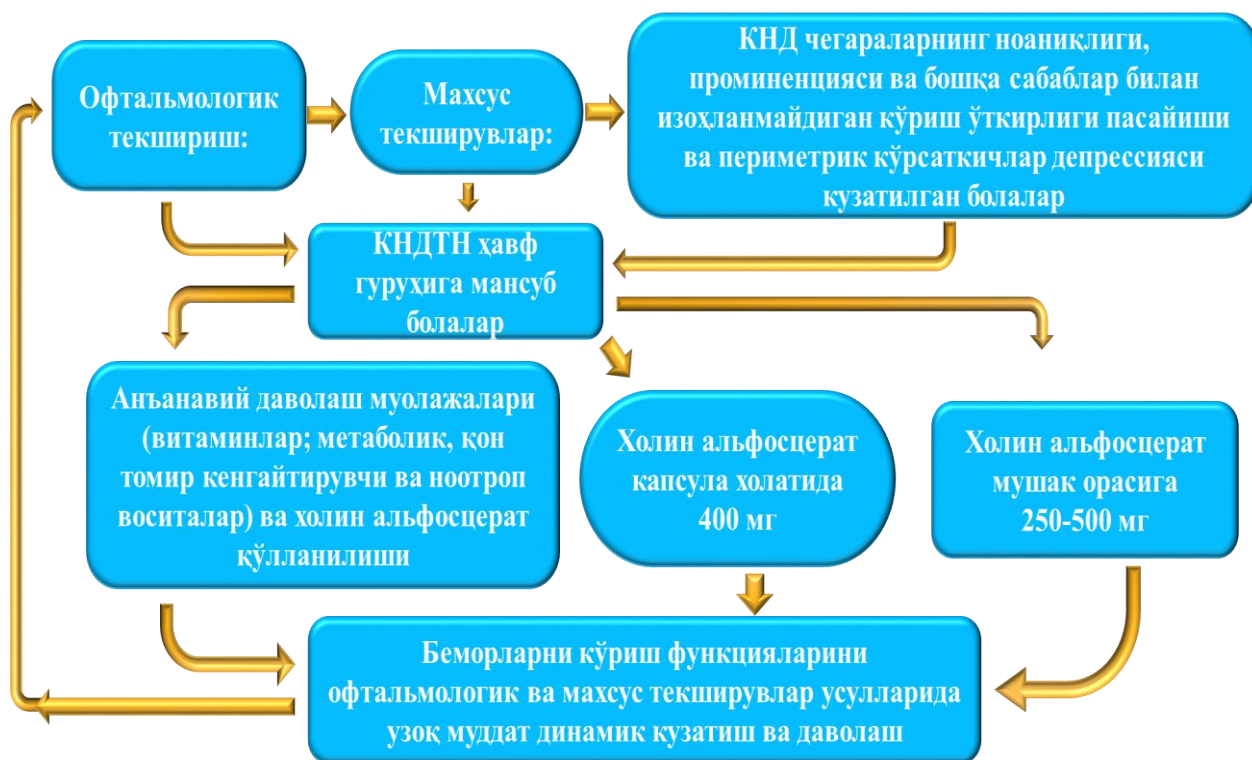 Офтальмологик
текшириш:
Махсус
текширувлар:
КНД чегараларнинг ноаниқлиги,
проминенцияси ва бошқа сабаблар билан
изоҳланмайдиган кўриш ўткирлиги пасайиши
ва периметрик кўрсаткичлар депрессияси
кузатилган болалар
КНДТН ҳавф
гуруҳига мансуб
болалар
Анъанавий даволаш муолажалари
(витаминлар; метаболик, қон
томир кенгайтирувчи ва ноотроп
воситалар) ва холин альфосцерат
қўлланилиши
Холин альфосцерат
капсула холатида
400 мг
Холин альфосцерат
мушак орасига
250-500 мг
Беморларни кўриш функцияларини
офтальмологик ва махсус текширувлар усулларида
узоқ муддат динамик кузатиш ва даволаш